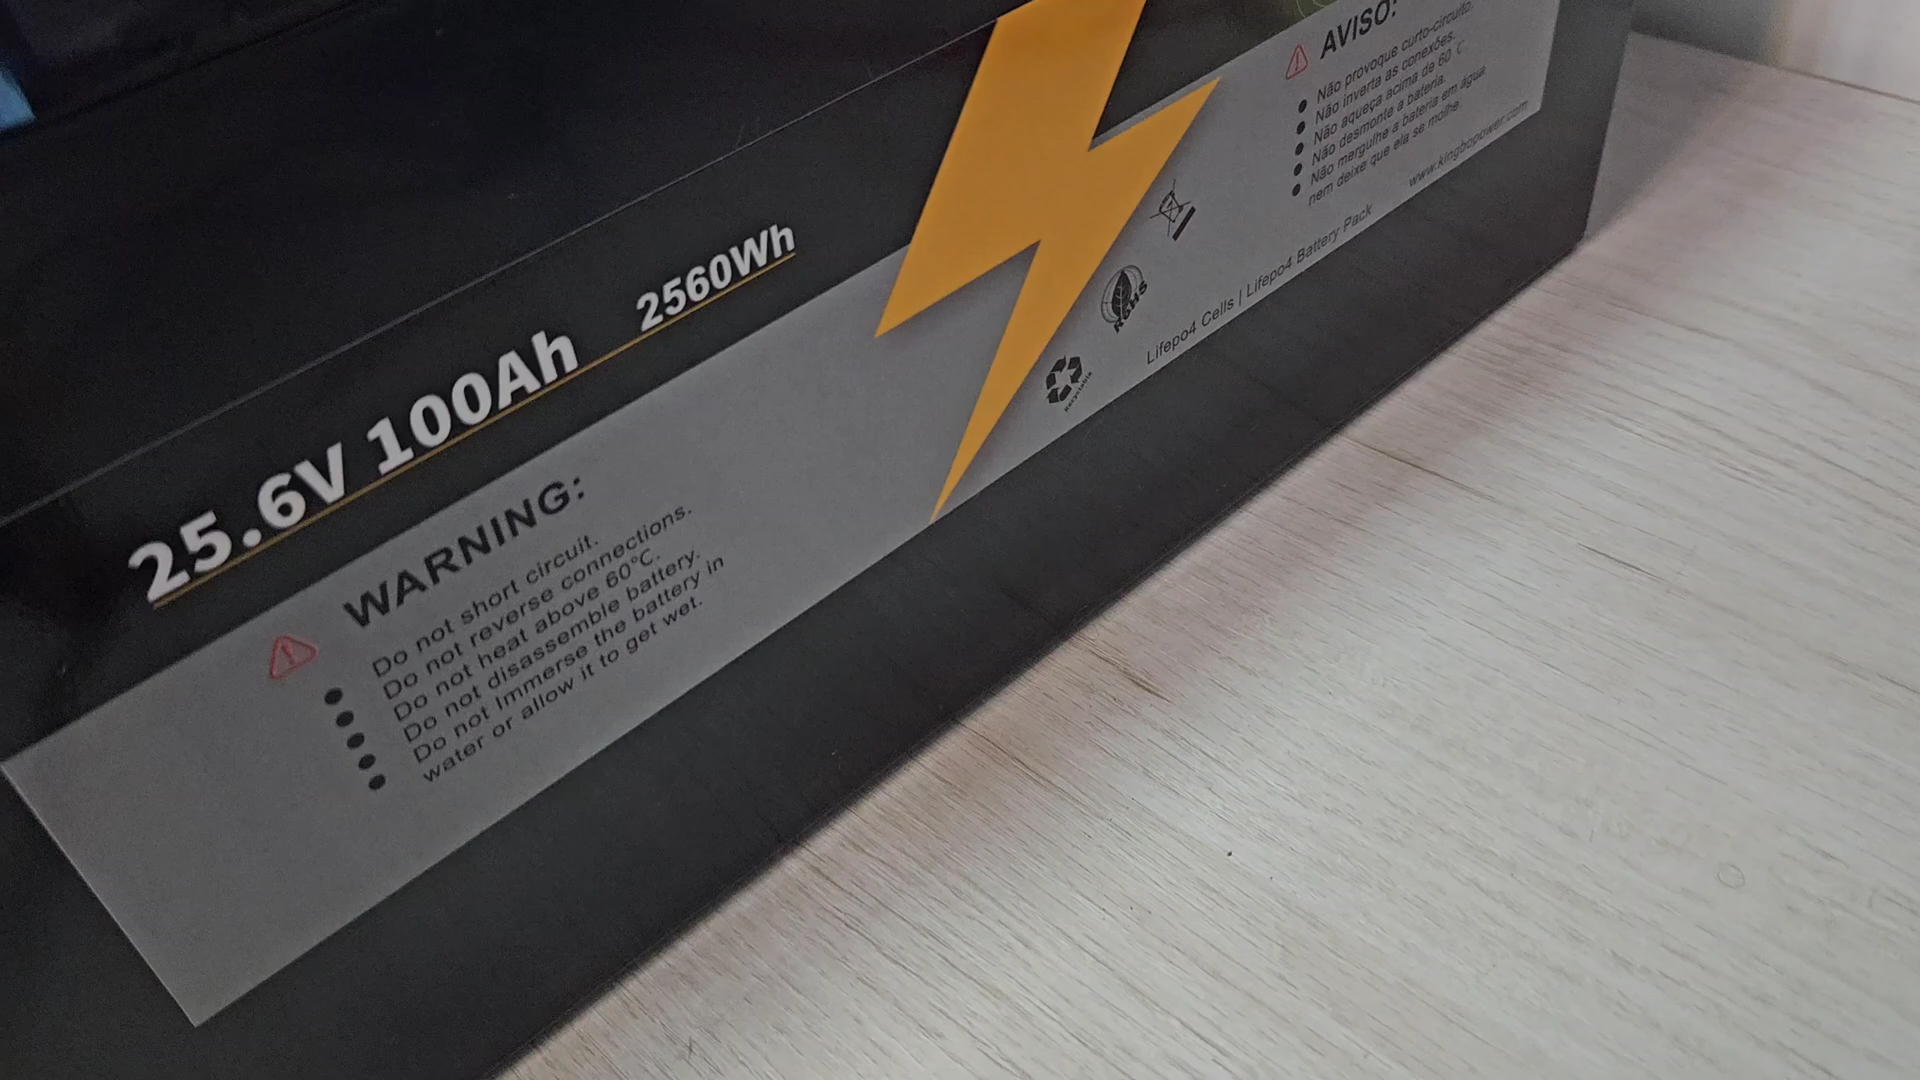 25.6V 100Ah 2560Wh
WARNING:
Do not short circuit.
Do not reverse connections.
Do not heat above 60°C.
Do not disassemble battery.
Do not Immerse the battery in
water or allow it to get wet.
RoHS
Recyclable
AVISO:
Não provoque curto-circuito.
Não inverta as conexões.
Não aqueça acima de 60°C.
Não desmonte a bateria.
Não mergulhe a bateria em água
nem deixe que ela se molhe.
Lifepo4 Cells | Lifepo4 Battery Pack
www.kingbopower.com